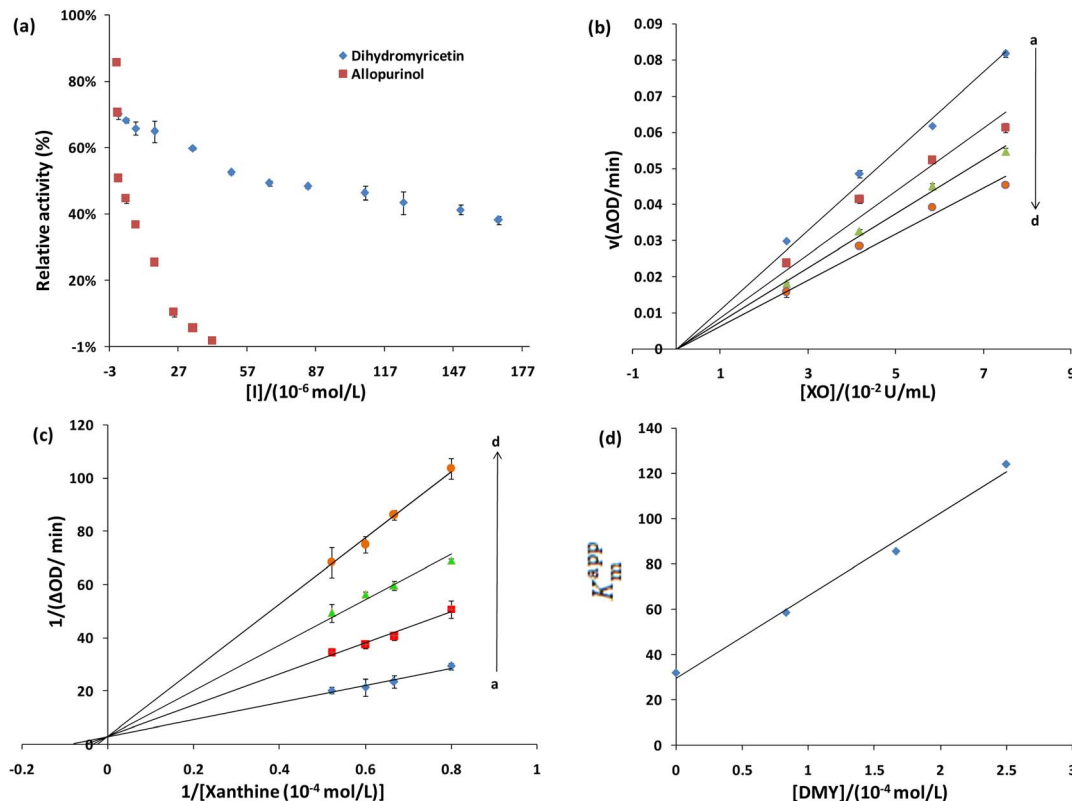 (a)
100%
80%
60%
40%
20%
-1%
Relative activity (%)
Dihydromyricetin
Allopurinol
-3 27 57 87 117 147 177
[I]/(10⁻⁶ mol/L)
(b)
0.09
0.08
0.07
0.06
0.05
0.04
0.03
0.02
0.01
0
v(ΔOD/min)
a
d
-1 1 3 5 7 9
[XO]/(10⁻² U/mL)
(c)
120
100
80
60
40
20
0
1/(ΔOD/ min)
d
a
-0.2 0 0.2 0.4 0.6 0.8 1
1/[Xanthine (10⁻⁴ mol/L)]
(d)
140
120
100
80
60
40
20
0
K_m^app
0 0.5 1 1.5 2 2.5 3
[DMY]/(10⁻⁴ mol/L)